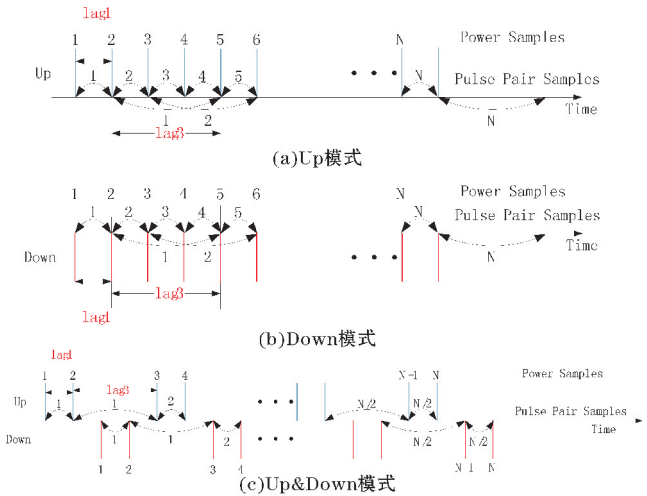 lag1
1 2 3 4 5 6 N Power Samples
Up 1 2 3 4 5 N Pulse Pair Samples
1 2 N Time
lag3
(a)Up模式
1 2 3 4 5 6 N Power Samples
1 2 3 4 5 N Pulse Pair Samples
Down 1 2 N Time
lag3
lag1
(b)Down模式
lag1
1 2 lag3 3 4 N-1 N Power Samples
Up 1 1 2 N/2 N/2 Pulse Pair Samples
Down 1 1 2 N/2 N/2 Time
1 2 3 4 N-1 N
(c)Up&Down模式